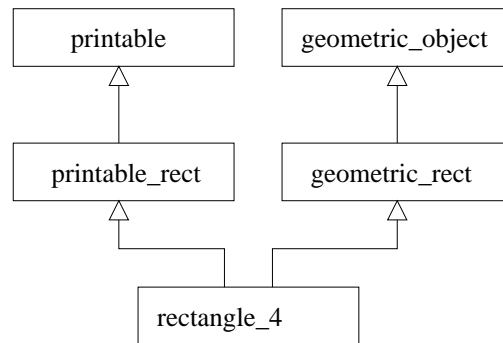 printable
geometric_object
printable_rect
geometric_rect
rectangle_4